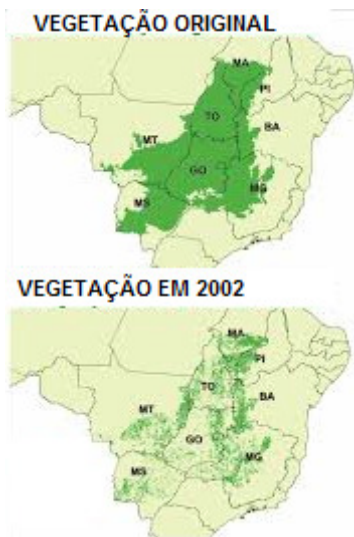 VEGETAÇÃO ORIGINAL
MA
PI
TO
BA
MT
GO
MG
MS
VEGETAÇÃO EM 2002
MA
PI
TO
BA
MT
GO
MG
MS